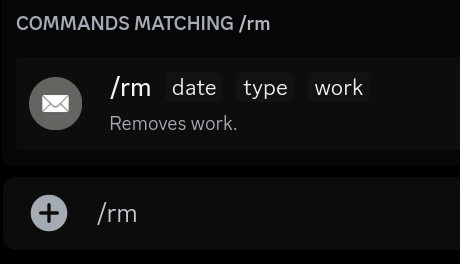 COMMANDS MATCHING /rm
/rm date type work
Removes work.
/rm